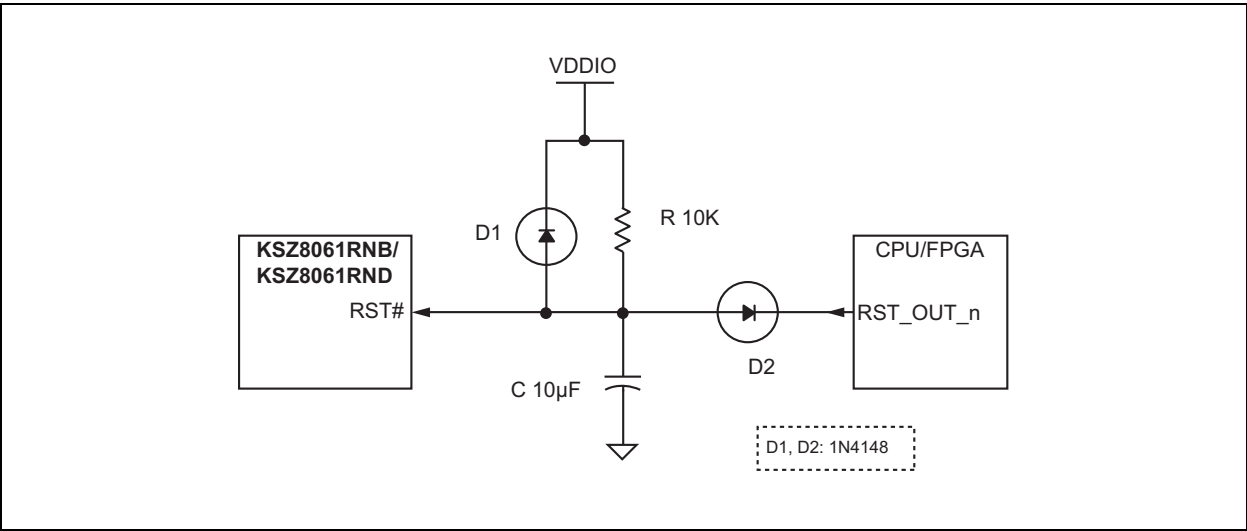 VDDIO
D1
R 10K
KSZ8061RNB/
KSZ8061RND
RST#
CPU/FPGA
RST_OUT_n
D2
C 10µF
D1, D2: 1N4148